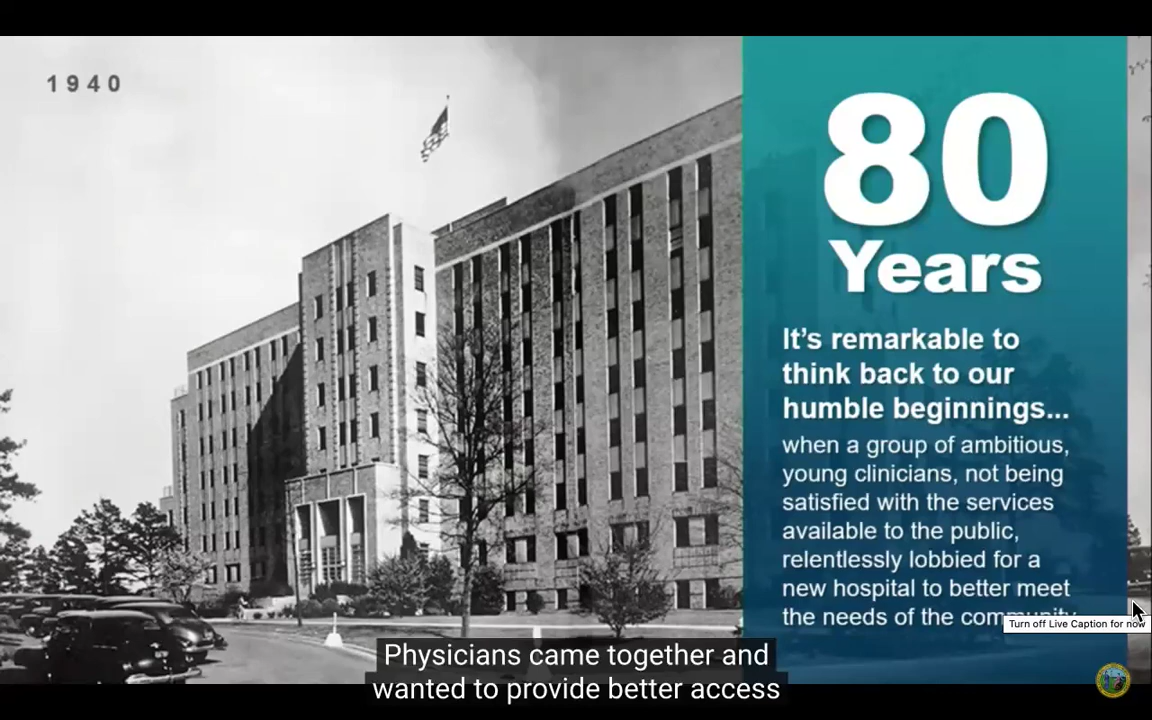 1940
80
Years
It's remarkable to
think back to our
humble beginnings...
when a group of ambitious,
young clinicians, not being
satisfied with the services
available to the public,
relentlessly lobbied for a
new hospital to better meet
the needs of the community
Turn off Live Caption for now
Physicians came together and
wanted to provide better access